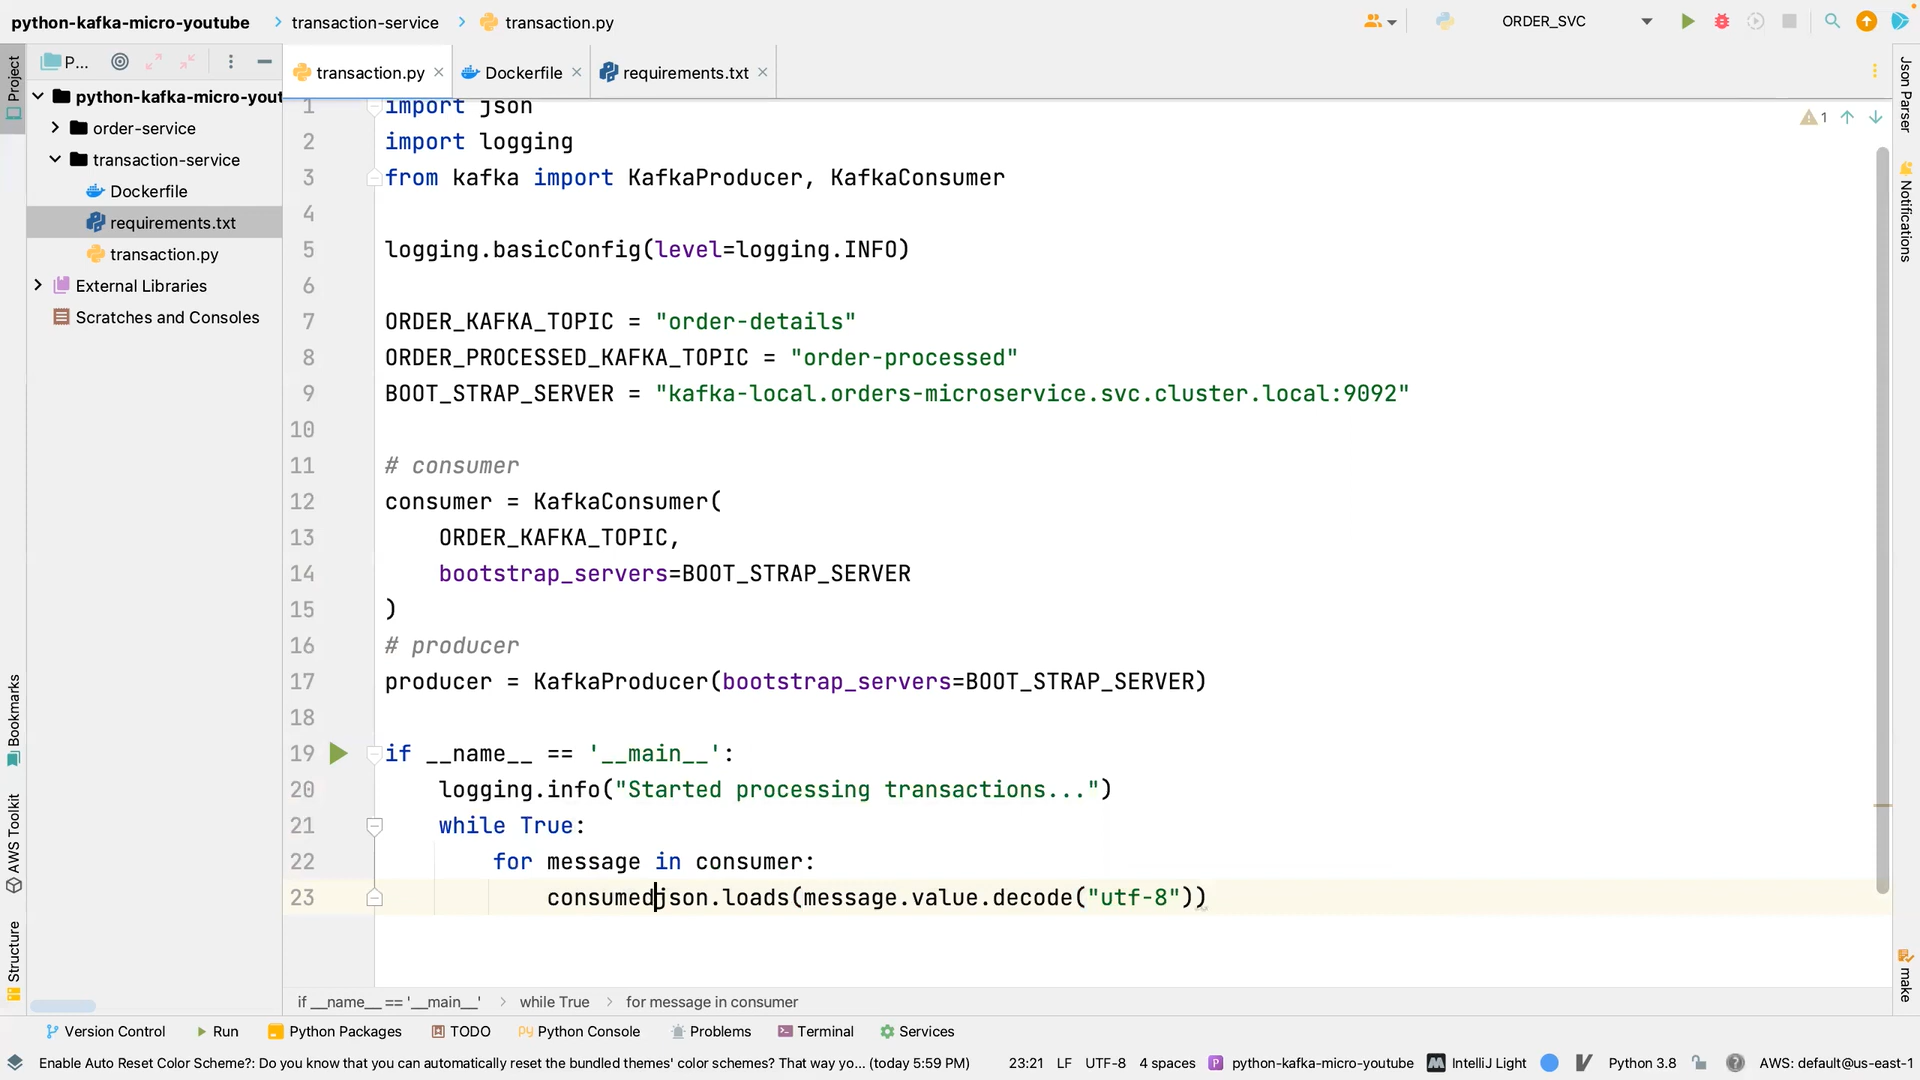 python-kafka-micro-youtube transaction-service transaction.py ORDER_SVC
P...
transaction.py Dockerfile requirements.txt
Project
python-kafka-micro-yout
order-service
transaction-service
Dockerfile
requirements.txt
transaction.py
External Libraries
Scratches and Consoles
1 import json
2 import logging
3 from kafka import KafkaProducer, KafkaConsumer
4
5 logging.basicConfig(level=logging.INFO)
6
7 ORDER_KAFKA_TOPIC = "order-details"
8 ORDER_PROCESSED_KAFKA_TOPIC = "order-processed"
9 BOOT_STRAP_SERVER = "kafka-local.orders-microservice.svc.cluster.local:9092"
10
11 # consumer
12 consumer = KafkaConsumer(
13 ORDER_KAFKA_TOPIC,
14 bootstrap_servers=BOOT_STRAP_SERVER
15 )
16 # producer
17 producer = KafkaProducer(bootstrap_servers=BOOT_STRAP_SERVER)
18
19 if __name__ == '__main__':
20 logging.info("Started processing transactions...")
21 while True:
22 for message in consumer:
23 consumedjson.loads(message.value.decode("utf-8"))
1
Json Parser
Notifications
make
Bookmarks
AWS Toolkit
Structure
if __name__ == '__main__' while True for message in consumer
Version Control Run Python Packages TODO Python Console Problems Terminal Services
Enable Auto Reset Color Scheme?: Do you know that you can automatically reset the bundled themes' color schemes? That way yo... (today 5:59 PM) 23:21 LF UTF-8 4 spaces python-kafka-micro-youtube IntelliJ Light Python 3.8 AWS: default@us-east-1